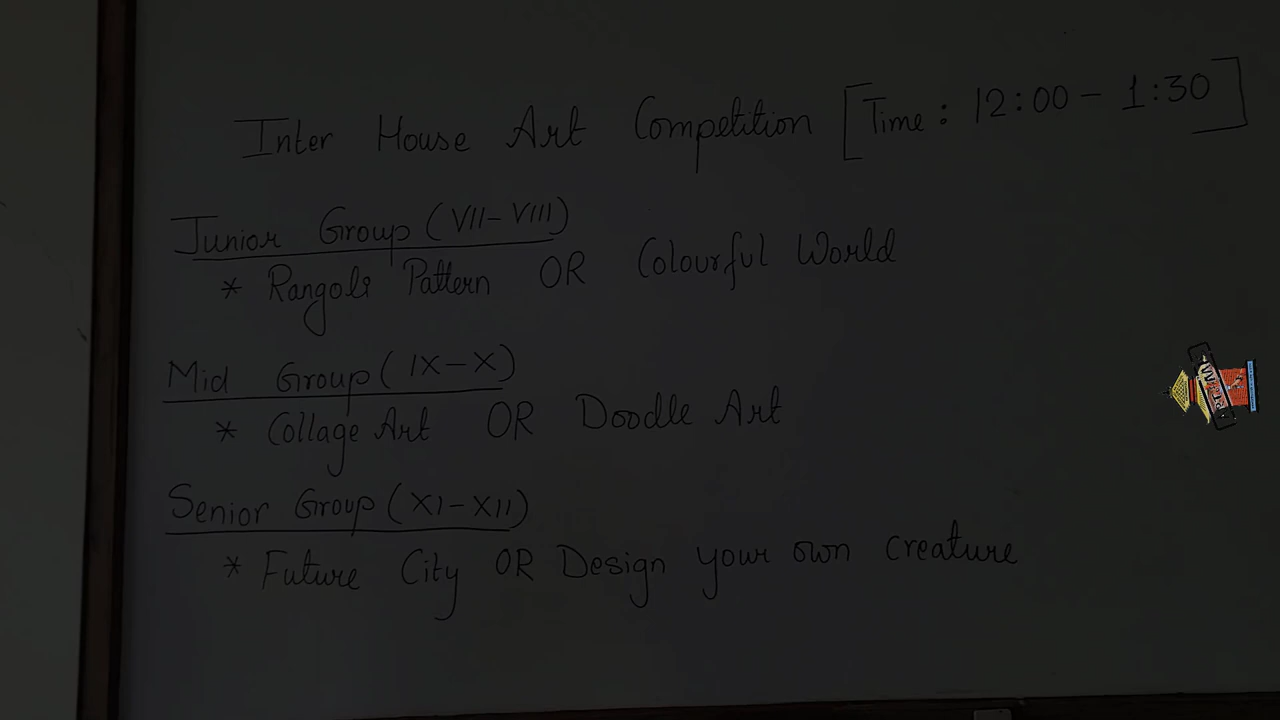 Inter House Art Competition [Time: 12:00 - 1:30]
Junior Group (VII-VIII)
* Rangoli Pattern OR Colourful World
Mid Group (IX-X)
* Collage Art OR Doodle Art
Senior Group (XI-XII)
* Future City OR Design your own creature